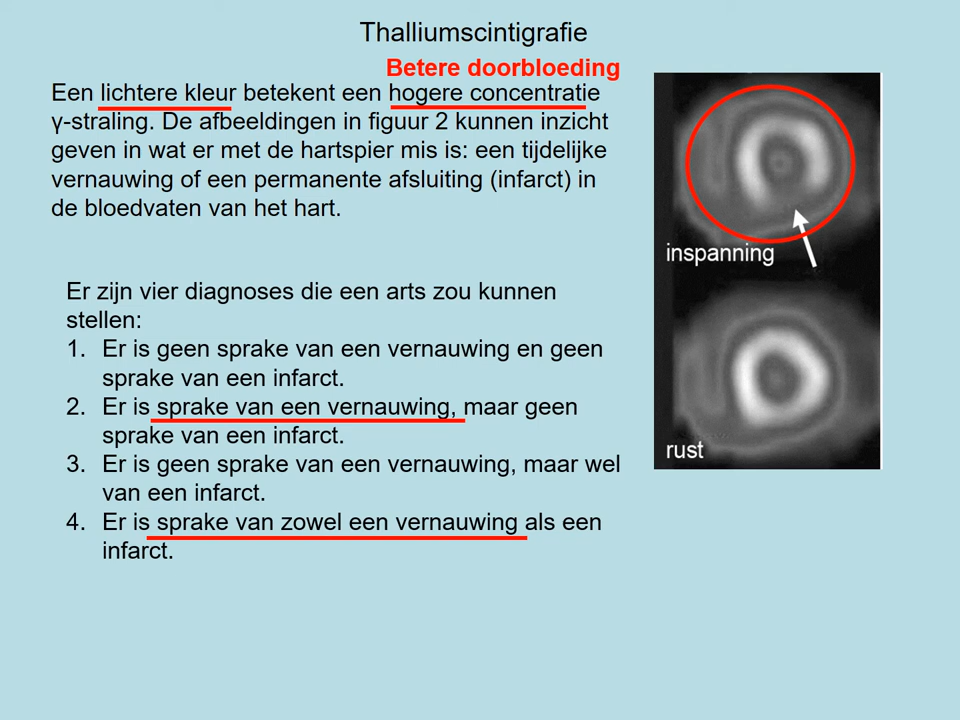 Thalliumscintigrafie
Betere doorbloeding
Een lichtere kleur betekent een hogere concentratie
γ-straling. De afbeeldingen in figuur 2 kunnen inzicht
geven in wat er met de hartspier mis is: een tijdelijke
vernauwing of een permanente afsluiting (infarct) in
de bloedvaten van het hart.
inspanning
Er zijn vier diagnoses die een arts zou kunnen
stellen:
1. Er is geen sprake van een vernauwing en geen
sprake van een infarct.
2. Er is sprake van een vernauwing, maar geen
sprake van een infarct.
3. Er is geen sprake van een vernauwing, maar wel
van een infarct.
4. Er is sprake van zowel een vernauwing als een
infarct.
rust